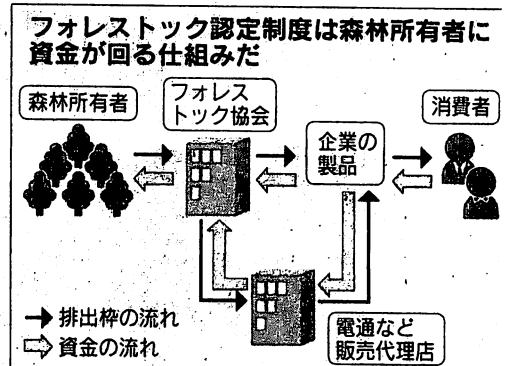 フォレストック認定制度は森林所有者に
資金が回る仕組みだ
森林所有者
フォレス
トック協会
企業の
製品
消費者
排出枠の流れ
資金の流れ
電通など
販売代理店